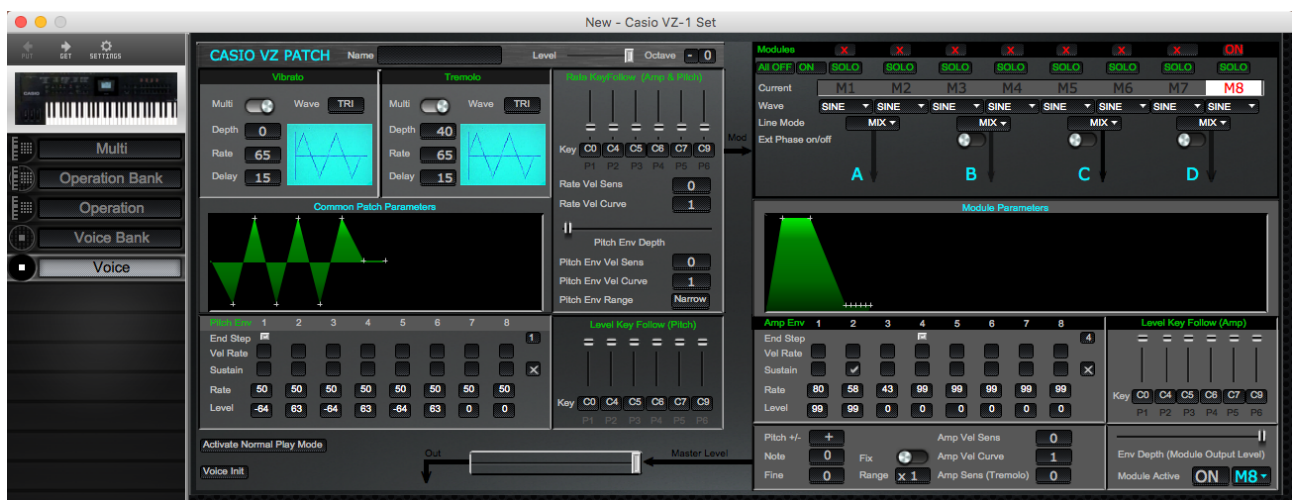 New - Casio VZ-1 Set
PUT GET SETTINGS
Multi
Operation Bank
Operation
Voice Bank
Voice
CASIO VZ PATCH Name Level Octave - 0
Vibrato Tremolo
Multi Wave TRI Multi Wave TRI
Depth 0 Depth 40
Rate 65 Rate 65
Delay 15 Delay 15
Common Patch Parameters
Rate KeyFollow (Amp & Pitch)
Key C0 C4 C5 C6 C7 C9
P1 P2 P3 P4 P5 P6
Rate Vel Sens 0
Rate Vel Curve 1
Pitch Env Depth
Pitch Env Vel Sens 0
Pitch Env Vel Curve 1
Pitch Env Range Narrow
Mod
Modules X X X X X X X ON
All OFF ON SOLO SOLO SOLO SOLO SOLO SOLO SOLO SOLO
Current M1 M2 M3 M4 M5 M6 M7 M8
Wave SINE SINE SINE SINE SINE SINE SINE SINE
Line Mode MIX MIX MIX MIX
Ext Phase on/off
A B C D
Module Parameters
Pitch Env 1 2 3 4 5 6 7 8
End Step E 1
Vel Rate
Sustain X
Rate 50 50 50 50 50 50 50 50
Level -64 63 -64 63 -64 63 0 0
Level Key Follow (Pitch)
Key C0 C4 C5 C6 C7 C9
P1 P2 P3 P4 P5 P6
Amp Env 1 2 3 4 5 6 7 8
End Step E 4
Vel Rate
Sustain X
Rate 80 58 43 99 99 99 99 99
Level 99 99 0 0 0 0 0 0
Level Key Follow (Amp)
Key C0 C4 C5 C6 C7 C9
P1 P2 P3 P4 P5 P6
Activate Normal Play Mode
Voice Init
Out Master Level
Pitch +/- + Amp Vel Sens 0
Note 0 Fix Amp Vel Curve 1
Fine 0 Range x 1 Amp Sens (Tremolo) 0
Env Depth (Module Output Level)
Module Active ON M8